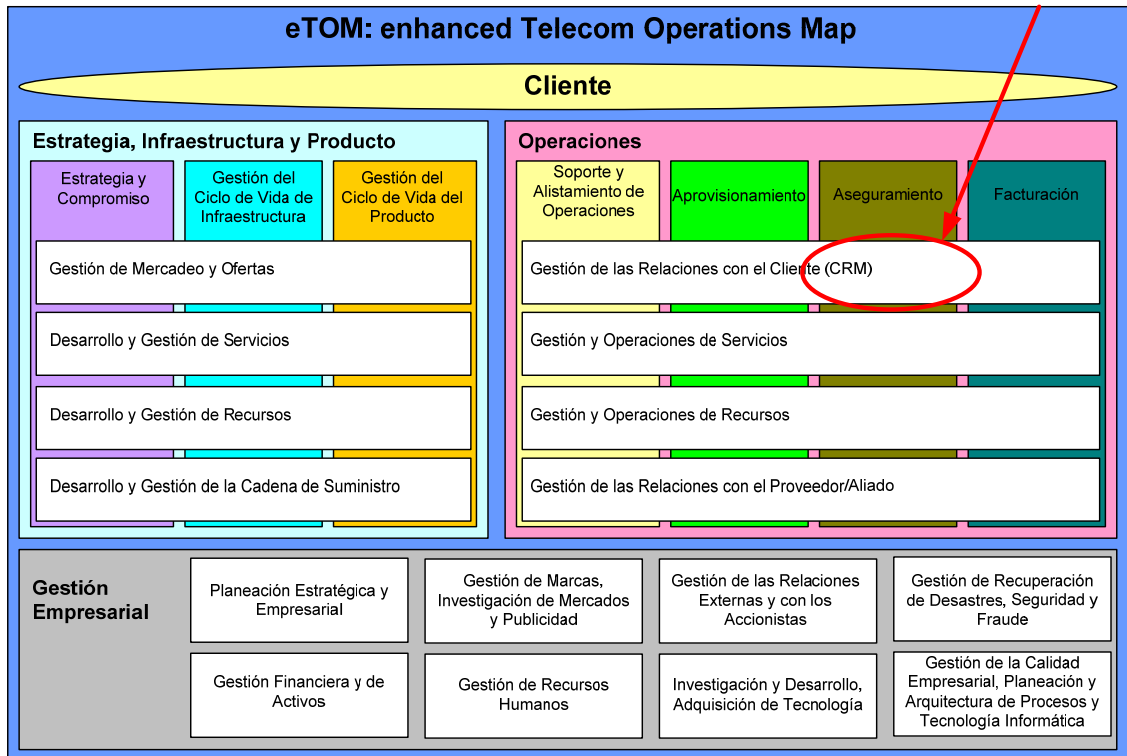 eTOM: enhanced Telecom Operations Map
Cliente
Estrategia, Infraestructura y Producto
Estrategia y
Compromiso
Gestión del
Ciclo de Vida de
Infraestructura
Gestión del
Ciclo de Vida del
Producto
Gestión de Mercadeo y Ofertas
Desarrollo y Gestión de Servicios
Desarrollo y Gestión de Recursos
Desarrollo y Gestión de la Cadena de Suministro
Operaciones
Soporte y
Alistamiento de
Operaciones
Aprovisionamiento
Aseguramiento
Facturación
Gestión de las Relaciones con el Cliente (CRM)
Gestión y Operaciones de Servicios
Gestión y Operaciones de Recursos
Gestión de las Relaciones con el Proveedor/Aliado
Gestión
Empresarial
Planeación Estratégica y
Empresarial
Gestión de Marcas,
Investigación de Mercados
y Publicidad
Gestión de las Relaciones
Externas y con los
Accionistas
Gestión de Recuperación
de Desastres, Seguridad y
Fraude
Gestión Financiera y de
Activos
Gestión de Recursos
Humanos
Investigación y Desarrollo,
Adquisición de Tecnología
Gestión de la Calidad
Empresarial, Planeación y
Arquitectura de Procesos y
Tecnología Informática